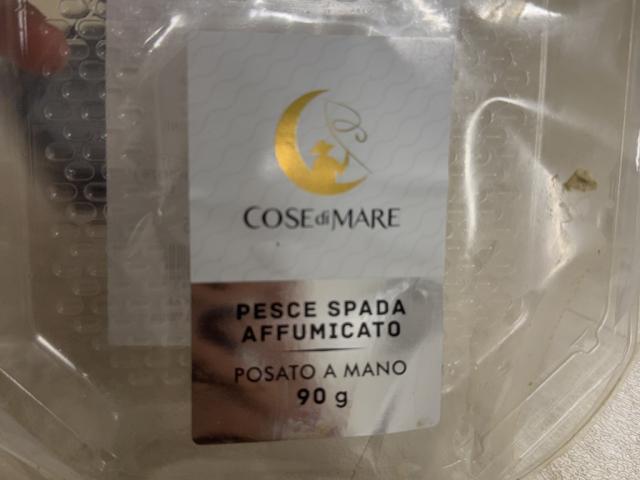 COSE di MARE
PESCE SPADA
AFFUMICATO
POSATO A MANO
90 g